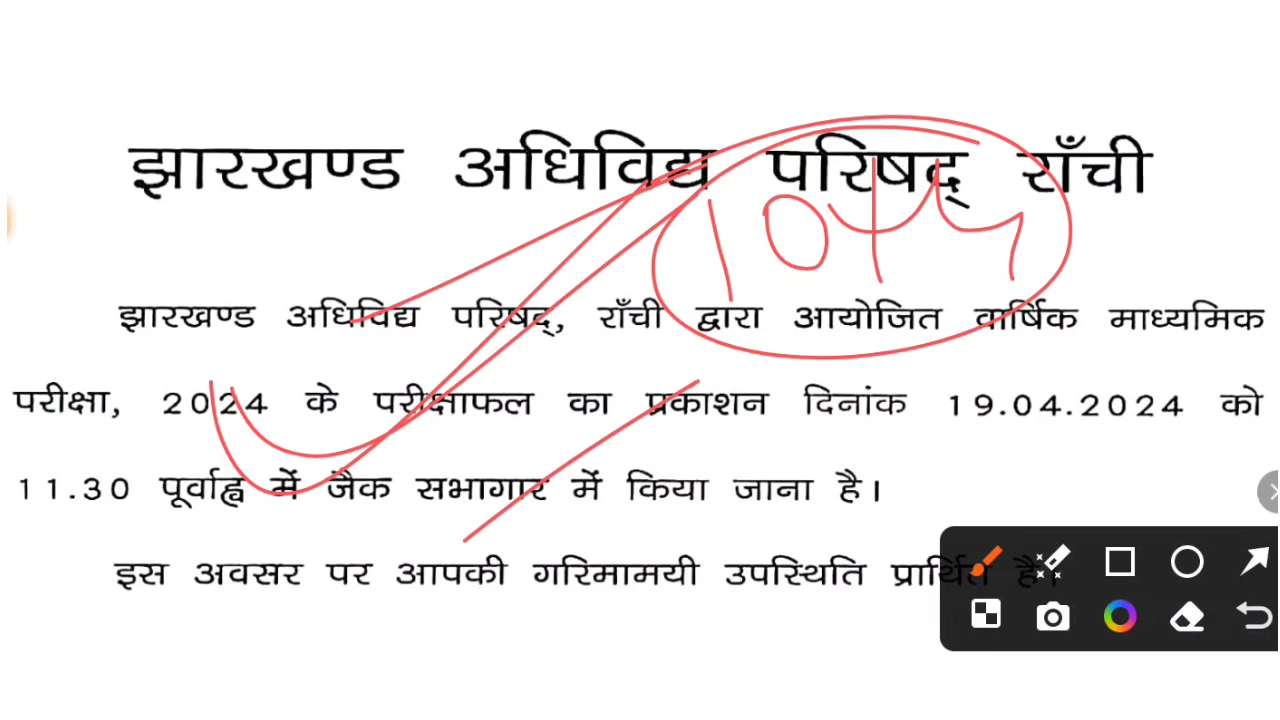 झारखण्ड अधिविद्य परिषद् राँची
झारखण्ड अधिविद्य परिषद्, राँची द्वारा आयोजित वार्षिक माध्यमिक
परीक्षा, 2024 के परीक्षाफल का प्रकाशन दिनांक 19.04.2024 को
11.30 पूर्वाह्न में जैक सभागार में किया जाना है।
इस अवसर पर आपकी गरिमामयी उपस्थिति प्रार्थित है।